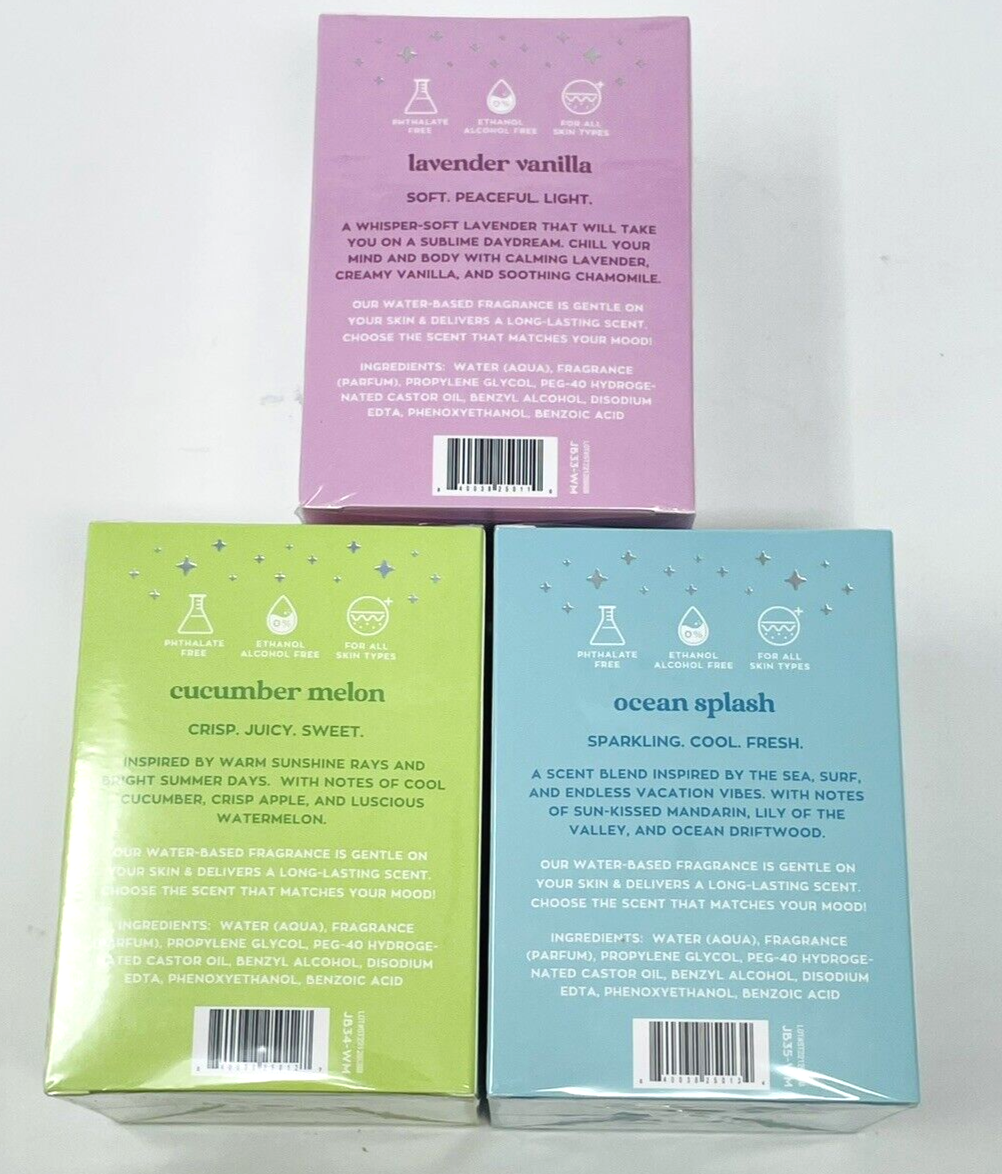 PHTHALATE
FREE
0%
ETHANOL
ALCOHOL FREE
FOR ALL
SKIN TYPES
lavender vanilla
SOFT. PEACEFUL. LIGHT.
A WHISPER-SOFT LAVENDER THAT WILL TAKE
YOU ON A SUBLIME DAYDREAM. CHILL YOUR
MIND AND BODY WITH CALMING LAVENDER,
CREAMY VANILLA, AND SOOTHING CHAMOMILE.
OUR WATER-BASED FRAGRANCE IS GENTLE ON
YOUR SKIN & DELIVERS A LONG-LASTING SCENT.
CHOOSE THE SCENT THAT MATCHES YOUR MOOD!
INGREDIENTS: WATER (AQUA), FRAGRANCE
(PARFUM), PROPYLENE GLYCOL, PEG-40 HYDROGE-
NATED CASTOR OIL, BENZYL ALCOHOL, DISODIUM
EDTA, PHENOXYETHANOL, BENZOIC ACID
JB33-WM
PHTHALATE
FREE
0%
ETHANOL
ALCOHOL FREE
FOR ALL
SKIN TYPES
cucumber melon
CRISP. JUICY. SWEET.
INSPIRED BY WARM SUNSHINE RAYS AND
BRIGHT SUMMER DAYS. WITH NOTES OF COOL
CUCUMBER, CRISP APPLE, AND LUSCIOUS
WATERMELON.
OUR WATER-BASED FRAGRANCE IS GENTLE ON
YOUR SKIN & DELIVERS A LONG-LASTING SCENT.
CHOOSE THE SCENT THAT MATCHES YOUR MOOD!
INGREDIENTS: WATER (AQUA), FRAGRANCE
(PARFUM), PROPYLENE GLYCOL, PEG-40 HYDROGE-
NATED CASTOR OIL, BENZYL ALCOHOL, DISODIUM
EDTA, PHENOXYETHANOL, BENZOIC ACID
JB34-WM
PHTHALATE
FREE
0%
ETHANOL
ALCOHOL FREE
FOR ALL
SKIN TYPES
ocean splash
SPARKLING. COOL. FRESH.
A SCENT BLEND INSPIRED BY THE SEA, SURF,
AND ENDLESS VACATION VIBES. WITH NOTES
OF SUN-KISSED MANDARIN, LILY OF THE
VALLEY, AND OCEAN DRIFTWOOD.
OUR WATER-BASED FRAGRANCE IS GENTLE ON
YOUR SKIN & DELIVERS A LONG-LASTING SCENT.
CHOOSE THE SCENT THAT MATCHES YOUR MOOD!
INGREDIENTS: WATER (AQUA), FRAGRANCE
(PARFUM), PROPYLENE GLYCOL, PEG-40 HYDROGE-
NATED CASTOR OIL, BENZYL ALCOHOL, DISODIUM
EDTA, PHENOXYETHANOL, BENZOIC ACID
8 40038 25013 4